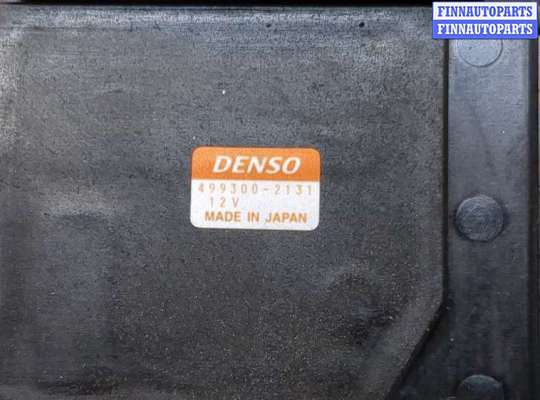 FINNAUTOPARTS
FINNAUTOPARTS
DENSO
499300-2131
12V
MADE IN JAPAN